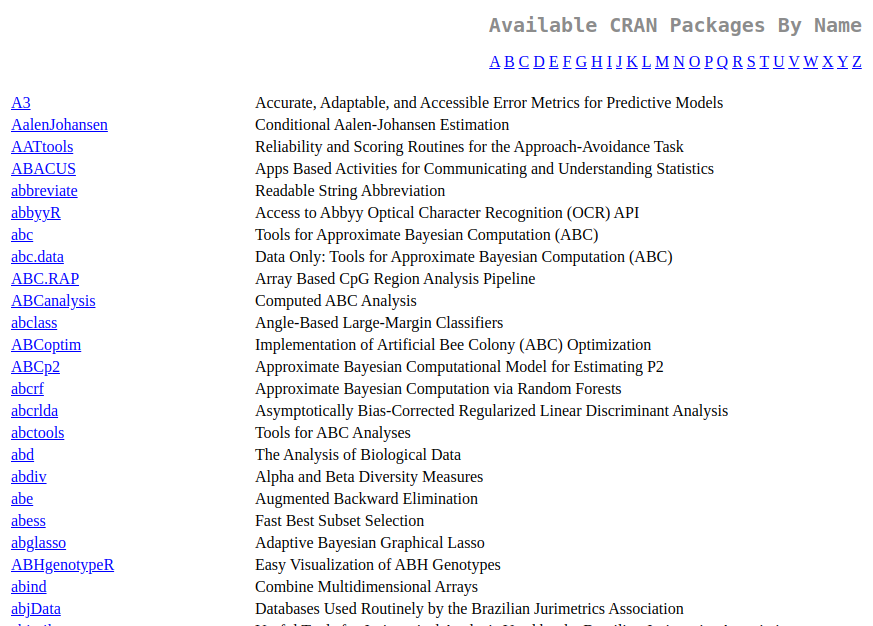 Available CRAN Packages By Name
A B C D E F G H I J K L M N O P Q R S T U V W X Y Z
A3 Accurate, Adaptable, and Accessible Error Metrics for Predictive Models
AalenJohansen Conditional Aalen-Johansen Estimation
AATtools Reliability and Scoring Routines for the Approach-Avoidance Task
ABACUS Apps Based Activities for Communicating and Understanding Statistics
abbreviate Readable String Abbreviation
abbyyR Access to Abbyy Optical Character Recognition (OCR) API
abc Tools for Approximate Bayesian Computation (ABC)
abc.data Data Only: Tools for Approximate Bayesian Computation (ABC)
ABC.RAP Array Based CpG Region Analysis Pipeline
ABCanalysis Computed ABC Analysis
abclass Angle-Based Large-Margin Classifiers
ABCoptim Implementation of Artificial Bee Colony (ABC) Optimization
ABCp2 Approximate Bayesian Computational Model for Estimating P2
abcrf Approximate Bayesian Computation via Random Forests
abcrlda Asymptotically Bias-Corrected Regularized Linear Discriminant Analysis
abctools Tools for ABC Analyses
abd The Analysis of Biological Data
abdiv Alpha and Beta Diversity Measures
abe Augmented Backward Elimination
abess Fast Best Subset Selection
abglasso Adaptive Bayesian Graphical Lasso
ABHgenotypeR Easy Visualization of ABH Genotypes
abind Combine Multidimensional Arrays
abjData Databases Used Routinely by the Brazilian Jurimetrics Association